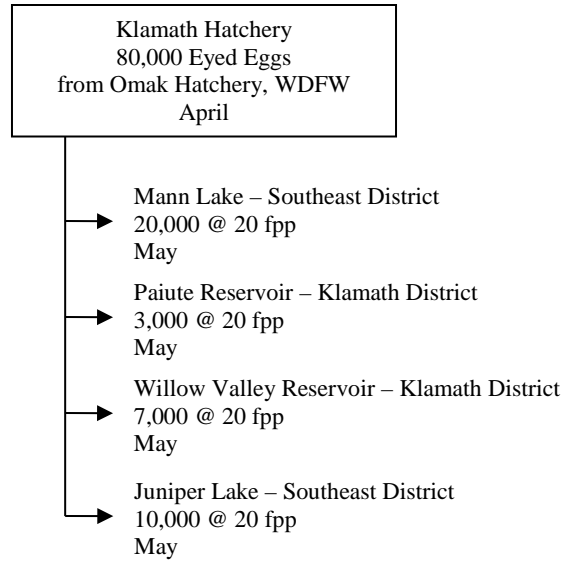 Klamath Hatchery
80,000 Eyed Eggs
from Omak Hatchery, WDFW
April
Mann Lake – Southeast District
20,000 @ 20 fpp
May
Paiute Reservoir – Klamath District
3,000 @ 20 fpp
May
Willow Valley Reservoir – Klamath District
7,000 @ 20 fpp
May
Juniper Lake – Southeast District
10,000 @ 20 fpp
May